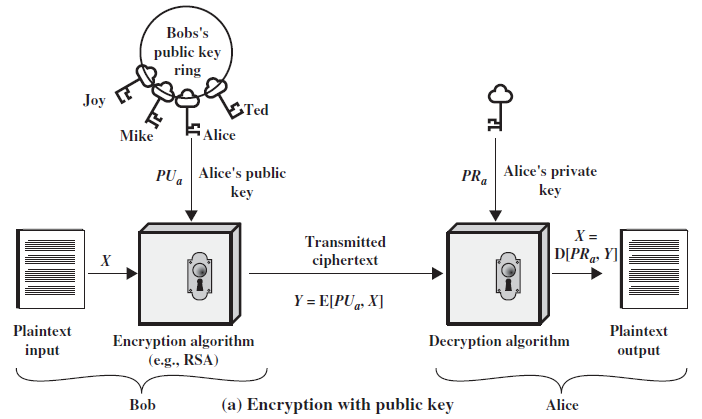 Bobs's
public key
ring
Joy
Ted
Mike
Alice
PUa
Alice's public
key
PRa
Alice's private
key
X
Transmitted
ciphertext
Y = E[PUa, X]
X =
D[PRa, Y]
Plaintext
input
Encryption algorithm
(e.g., RSA)
Decryption algorithm
Plaintext
output
Bob
(a) Encryption with public key
Alice